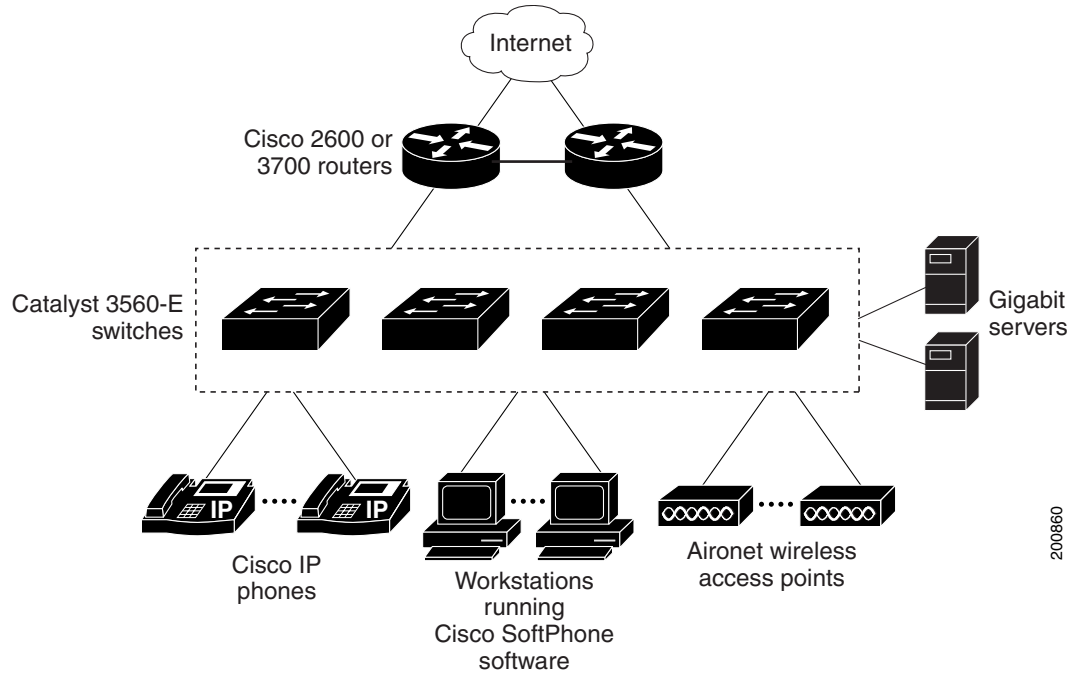 Internet
Cisco 2600 or
3700 routers
Catalyst 3560-E
switches
Gigabit
servers
IP
IP
Cisco IP
phones
Workstations
running
Cisco SoftPhone
software
Aironet wireless
access points
200860